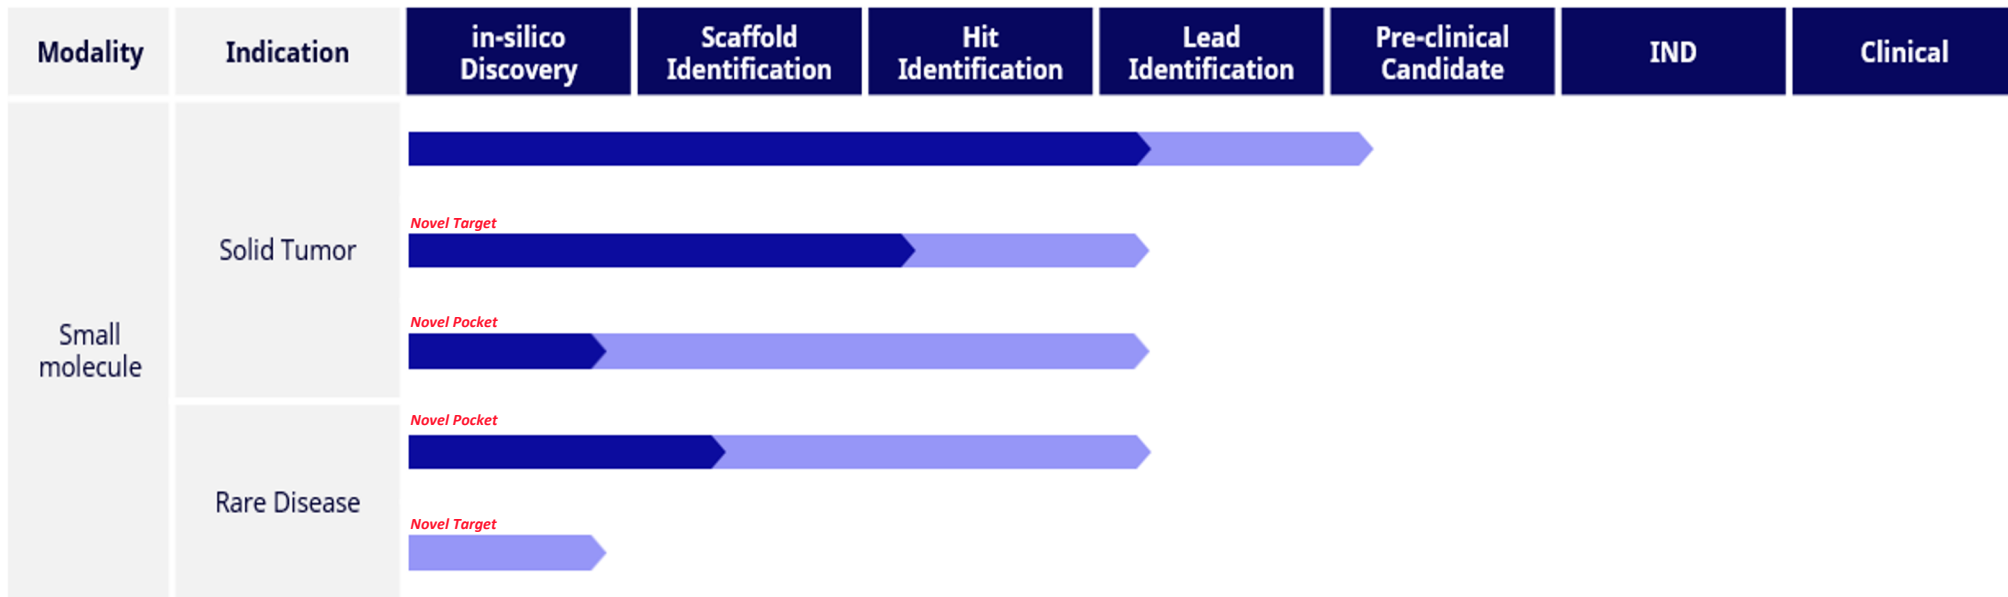 Modality
Indication
in-silico
Discovery
Scaffold
Identification
Hit
Identification
Lead
Identification
Pre-clinical
Candidate
IND
Clinical
Small
molecule
Solid Tumor
Novel Target
Novel Pocket
Rare Disease
Novel Pocket
Novel Target